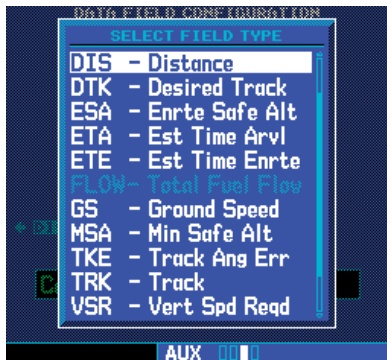 DATA FIELD CONFIGURATION
SELECT FIELD TYPE
DIS - Distance
DTK - Desired Track
ESA - Enrte Safe Alt
ETA - Est Time Arvl
ETE - Est Time Enrte
FLOW- Total Fuel Flow
GS - Ground Speed
MSA - Min Safe Alt
TKE - Track Ang Err
TRK - Track
VSR - Vert Spd Reqd
AUX